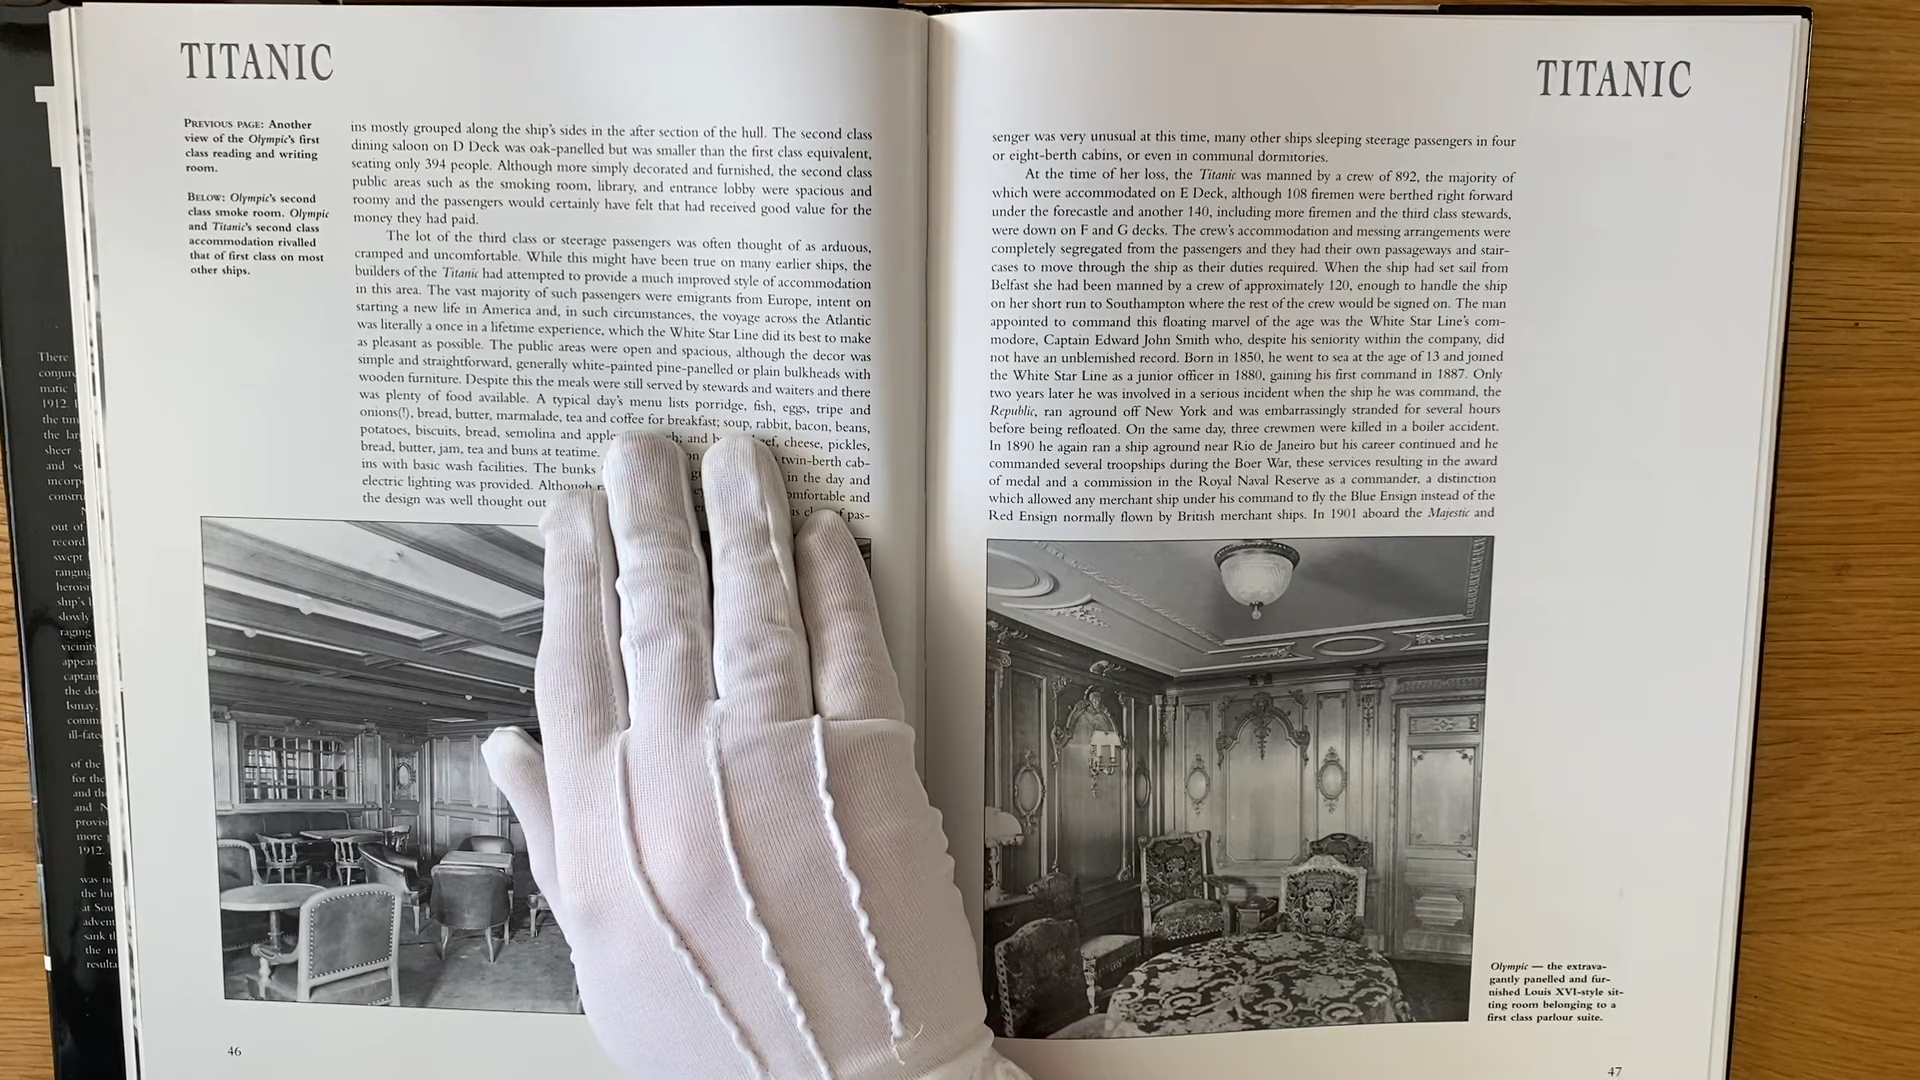 TITANIC
PREVIOUS PAGE: Another
view of the Olympic's first
class reading and writing
room.
BELOW: Olympic's second
class smoke room. Olympic
and Titanic's second class
accommodation rivalled
that of first class on most
other ships.
ins mostly grouped along the ship's sides in the after section of the hull. The second class
dining saloon on D Deck was oak-panelled but was smaller than the first class equivalent,
seating only 394 people. Although more simply decorated and furnished, the second class
public areas such as the smoking room, library, and entrance lobby were spacious and
roomy and the passengers would certainly have felt that had received good value for the
money they had paid.
The lot of the third class or steerage passengers was often thought of as arduous,
cramped and uncomfortable. While this might have been true on many earlier ships, the
builders of the Titanic had attempted to provide a much improved style of accommodation
in this area. The vast majority of such passengers were emigrants from Europe, intent on
starting a new life in America and, in such circumstances, the voyage across the Atlantic
was literally a once in a lifetime experience, which the White Star Line did its best to make
as pleasant as possible. The public areas were open and spacious, although the decor was
simple and straightforward, generally white-painted pine-panelled or plain bulkheads with
wooden furniture. Despite this the meals were still served by stewards and waiters and there
was plenty of food available. A typical day's menu lists porridge, fish, eggs, tripe and
onions(!), bread, butter, marmalade, tea and coffee for breakfast; soup, rabbit, bacon, beans,
potatoes, biscuits, bread, semolina and cheese, pickles,
bread, butter, jam, tea and buns at teatime. twin-berth cab-
ins with basic wash facilities. The bunks in the day and
electric lighting was provided. Although and
the design was well thought out pas-
46
TITANIC
senger was very unusual at this time, many other ships sleeping steerage passengers in four
or eight-berth cabins, or even in communal dormitories.
At the time of her loss, the Titanic was manned by a crew of 892, the majority of
which were accommodated on E Deck, although 108 firemen were berthed right forward
under the forecastle and another 140, including more firemen and the third class stewards,
were down on F and G decks. The crew's accommodation and messing arrangements were
completely segregated from the passengers and they had their own passageways and stair-
cases to move through the ship as their duties required. When the ship had set sail from
Belfast she had been manned by a crew of approximately 120, enough to handle the ship
on her short run to Southampton where the rest of the crew would be signed on. The man
appointed to command this floating marvel of the age was the White Star Line's com-
modore, Captain Edward John Smith who, despite his seniority within the company, did
not have an unblemished record. Born in 1850, he went to sea at the age of 13 and joined
the White Star Line as a junior officer in 1880, gaining his first command in 1887. Only
two years later he was involved in a serious incident when the ship he was command, the
Republic, ran aground off New York and was embarrassingly stranded for several hours
before being refloated. On the same day, three crewmen were killed in a boiler accident.
In 1890 he again ran a ship aground near Rio de Janeiro but his career continued and he
commanded several troopships during the Boer War, these services resulting in the award
of medal and a commission in the Royal Naval Reserve as a commander, a distinction
which allowed any merchant ship under his command to fly the Blue Ensign instead of the
Red Ensign normally flown by British merchant ships. In 1901 aboard the Majestic and
Olympic — the extrava-
gantly panelled and fur-
nished Louis XVI-style sit-
ting room belonging to a
first class parlour suite.
47